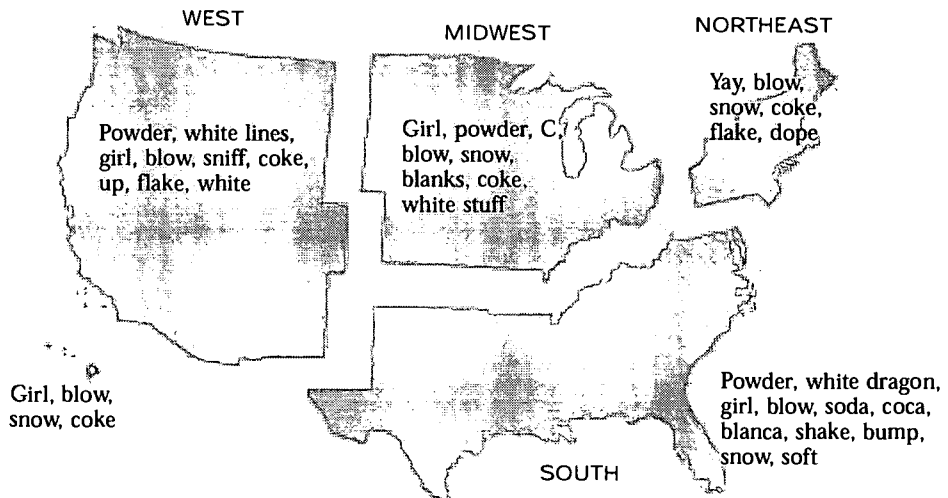 WEST
MIDWEST
NORTHEAST
Powder, white lines,
girl, blow, sniff, coke,
up, flake, white
Girl, powder, C,
blow, snow,
blanks, coke,
white stuff
Yay, blow,
snow, coke,
flake, dope
Girl, blow,
snow, coke
Powder, white dragon,
girl, blow, soda, coca,
blanca, shake, bump,
snow, soft
SOUTH